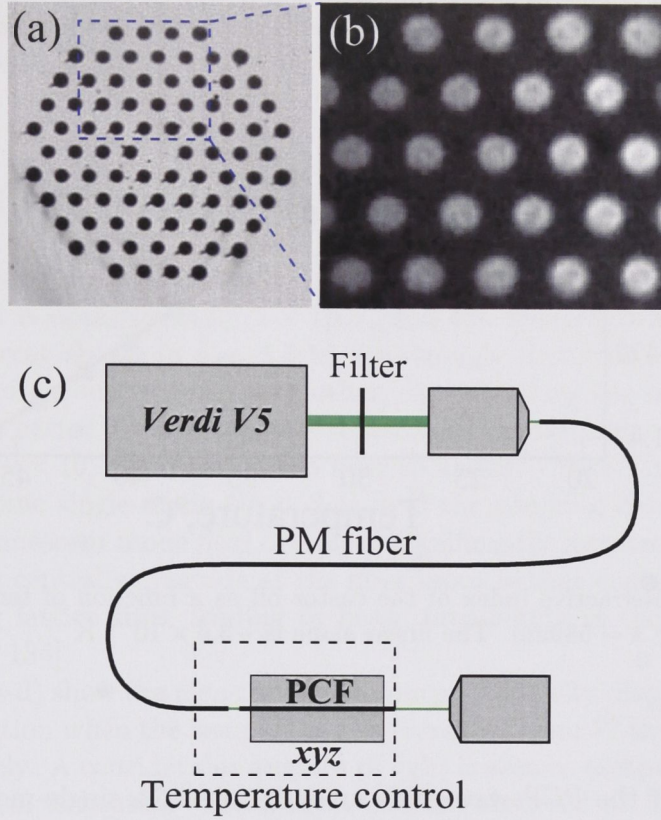 (a)
(b)
(c)
Filter
Verdi V5
PM fiber
PCF
xyz
Temperature control